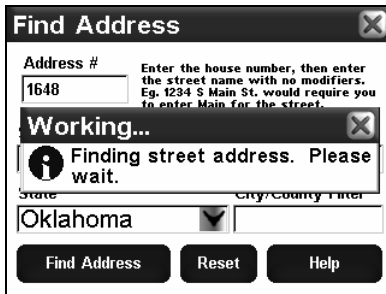 Find Address
Address #
1648
Enter the house number, then enter
the street name with no modifiers.
Eg. 1234 S Main St. would require you
to enter Main for the street.
Working...
Finding street address. Please
wait.
State
City/County Filter
Oklahoma
Find Address
Reset
Help